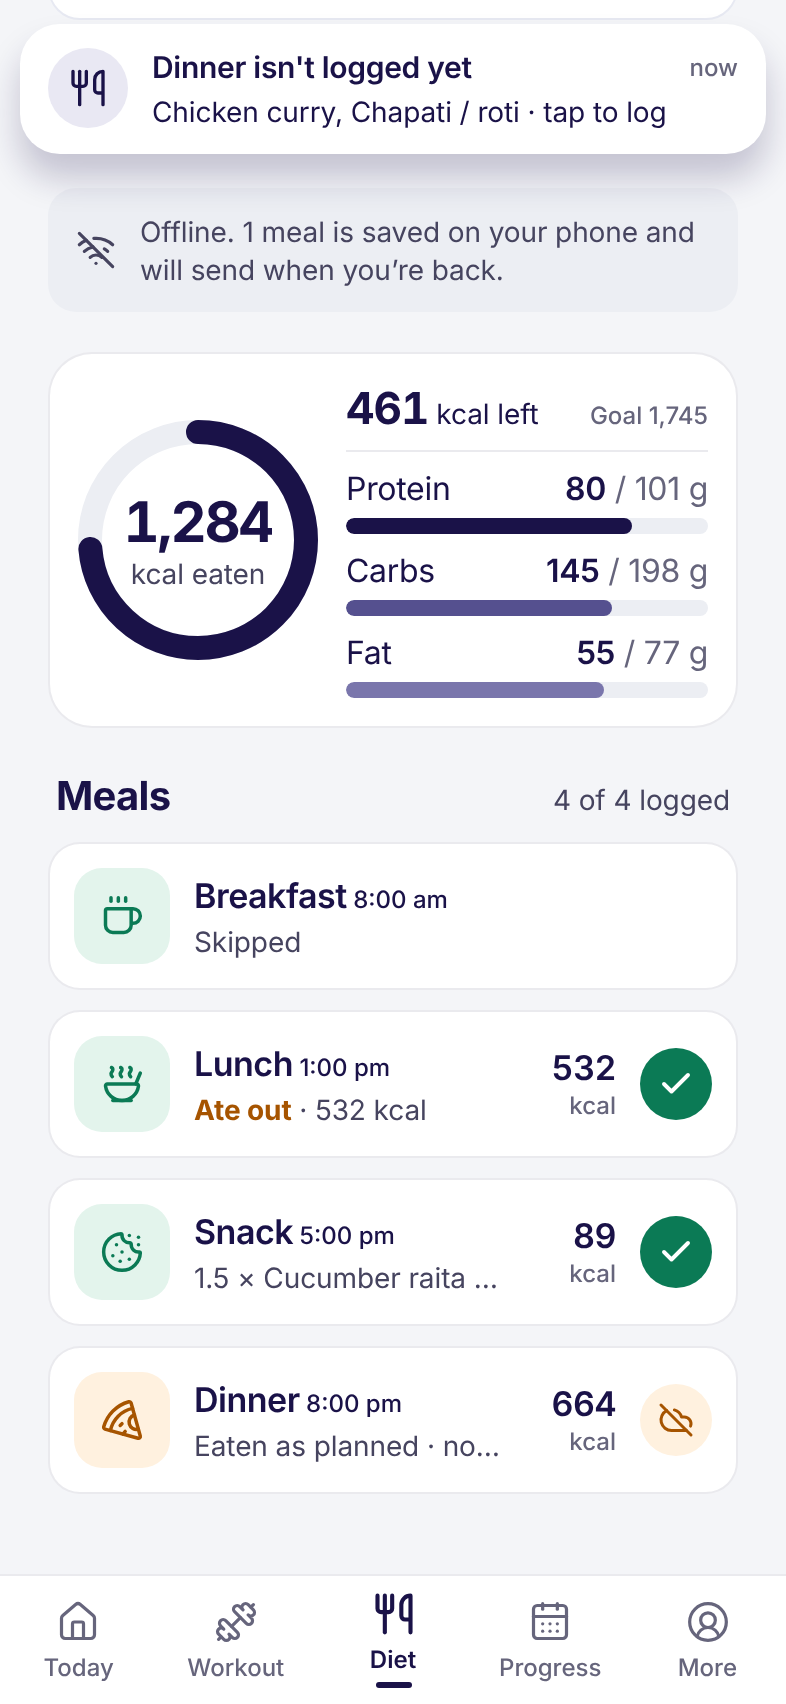 Dinner isn't logged yet
now
Chicken curry, Chapati / roti · tap to log
Offline. 1 meal is saved on your phone and
will send when you’re back.
461 kcal left
Goal 1,745
1,284
kcal eaten
Protein 80 / 101 g
Carbs 145 / 198 g
Fat 55 / 77 g
Meals
4 of 4 logged
Breakfast 8:00 am
Skipped
Lunch 1:00 pm
Ate out · 532 kcal
532
kcal
Snack 5:00 pm
1.5 × Cucumber raita ...
89
kcal
Dinner 8:00 pm
Eaten as planned · no...
664
kcal
Today
Workout
Diet
Progress
More